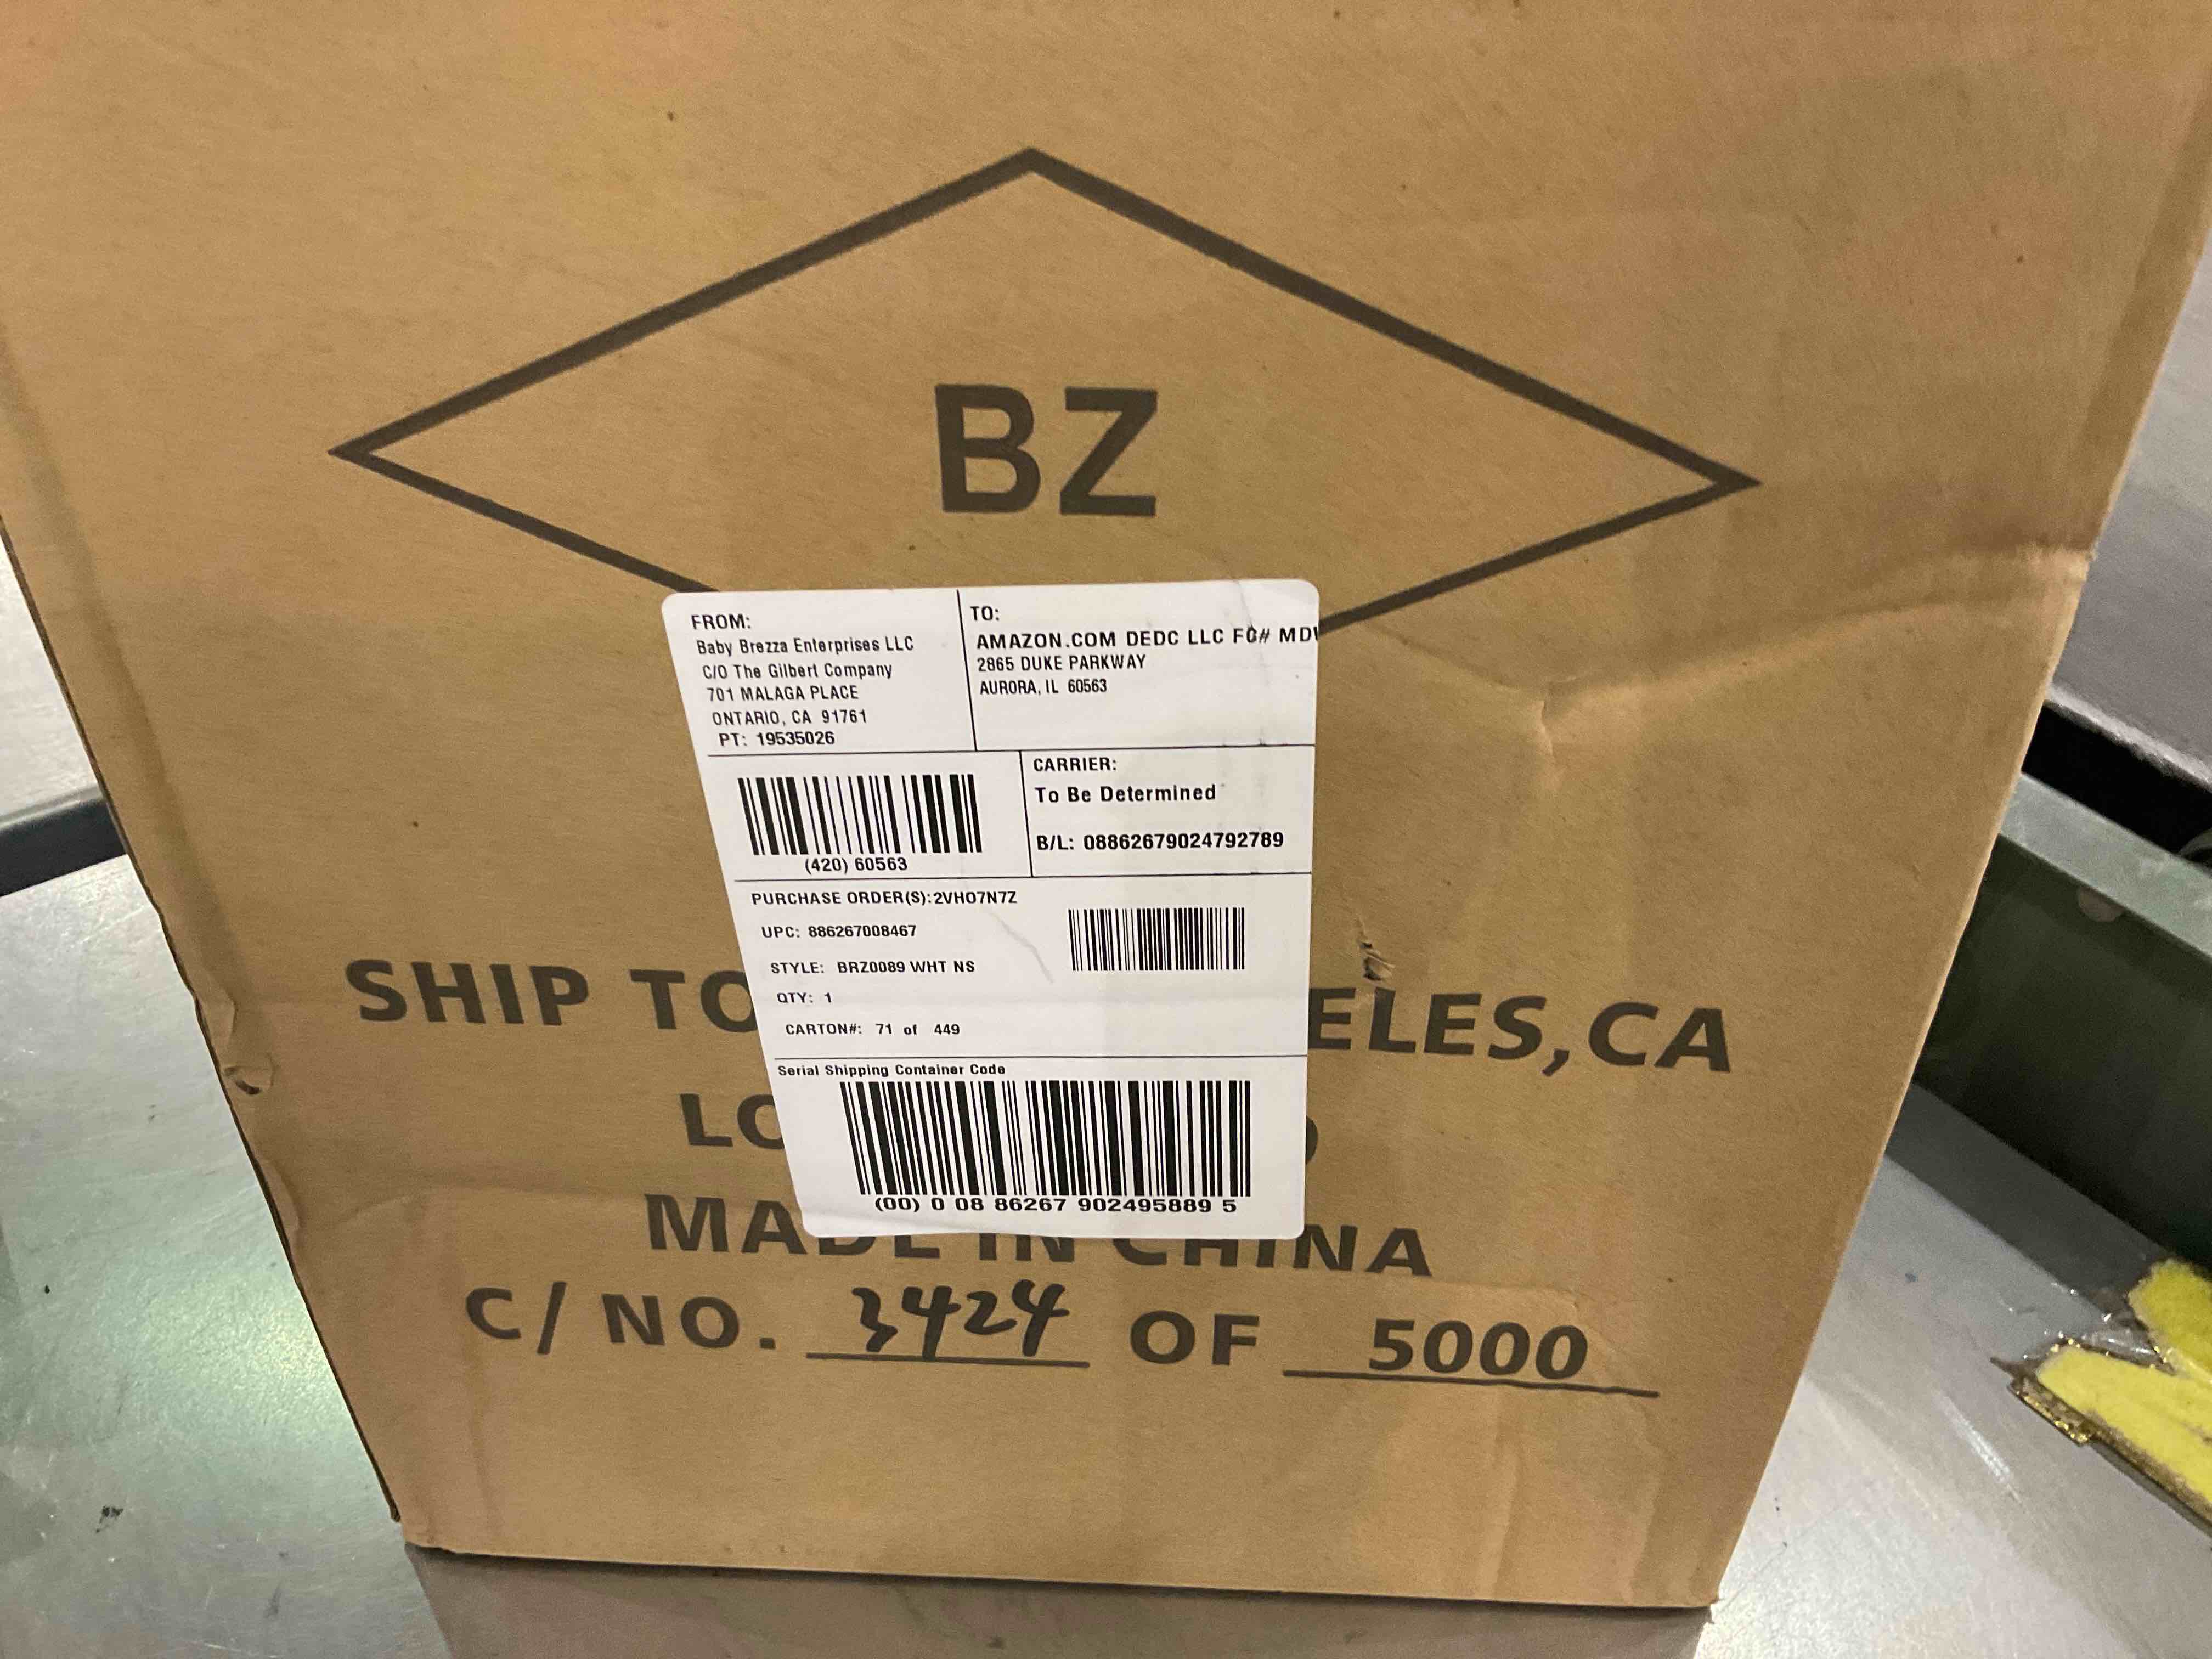 BZ
FROM:
Baby Brezza Enterprises LLC
C/O The Gilbert Company
701 MALAGA PLACE
ONTARIO, CA 91761
PT: 19535026
TO:
AMAZON.COM DEDC LLC FC#
2865 DUKE PARKWAY
AURORA, IL 60563
(420) 60563
CARRIER:
To Be Determined
B/L: 08862679024792789
PURCHASE ORDER(S):2VHO7N7Z
UPC: 886267008467
STYLE: BRZ0089 WHT NS
QTY: 1
CARTON#: 71 of 449
Serial Shipping Container Code
(00) 0 08 86267 902495889 5
SHIP TO ELES,CA
MADE IN CHINA
C/ NO. 3424 OF 5000